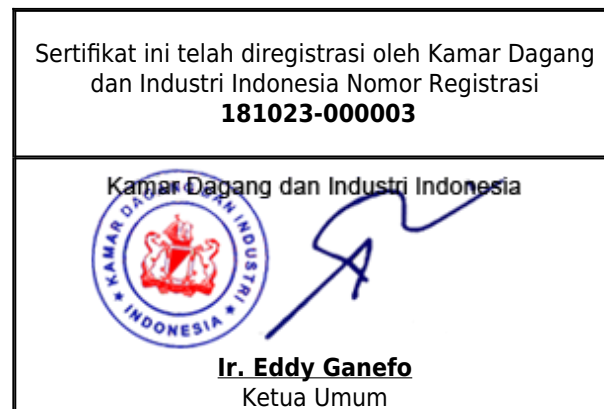 Sertifikat ini telah diregistrasi oleh Kamar Dagang
dan Industri Indonesia Nomor Registrasi
181023-000003
Kamar Dagang dan Industri Indonesia
KAMAR DAGANG DAN INDUSTRI
INDONESIA
Ir. Eddy Ganefo
Ketua Umum